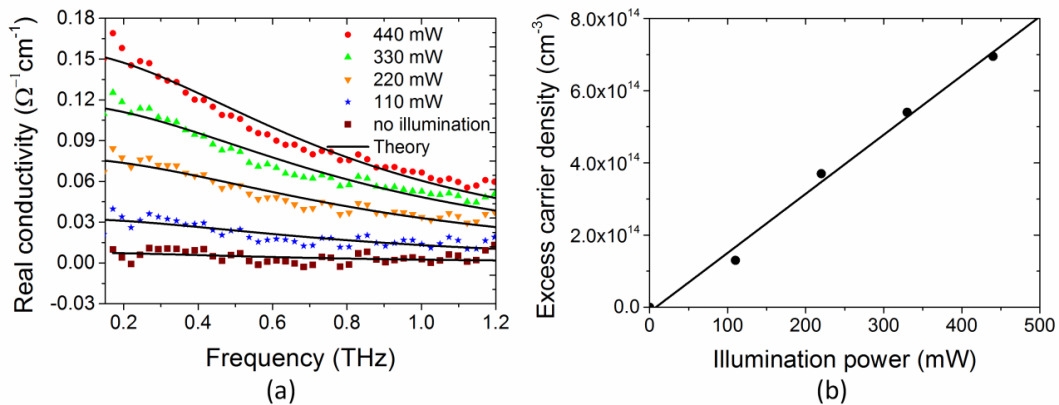 Real conductivity (Ω⁻¹cm⁻¹)
0.18
0.15
0.12
0.09
0.06
0.03
0.00
-0.03
440 mW
330 mW
220 mW
110 mW
no illumination
Theory
0.2 0.4 0.6 0.8 1.0 1.2
Frequency (THz)
(a)
Excess carrier density (cm⁻³)
8.0x10¹⁴
6.0x10¹⁴
4.0x10¹⁴
2.0x10¹⁴
0.0
0 100 200 300 400 500
Illumination power (mW)
(b)